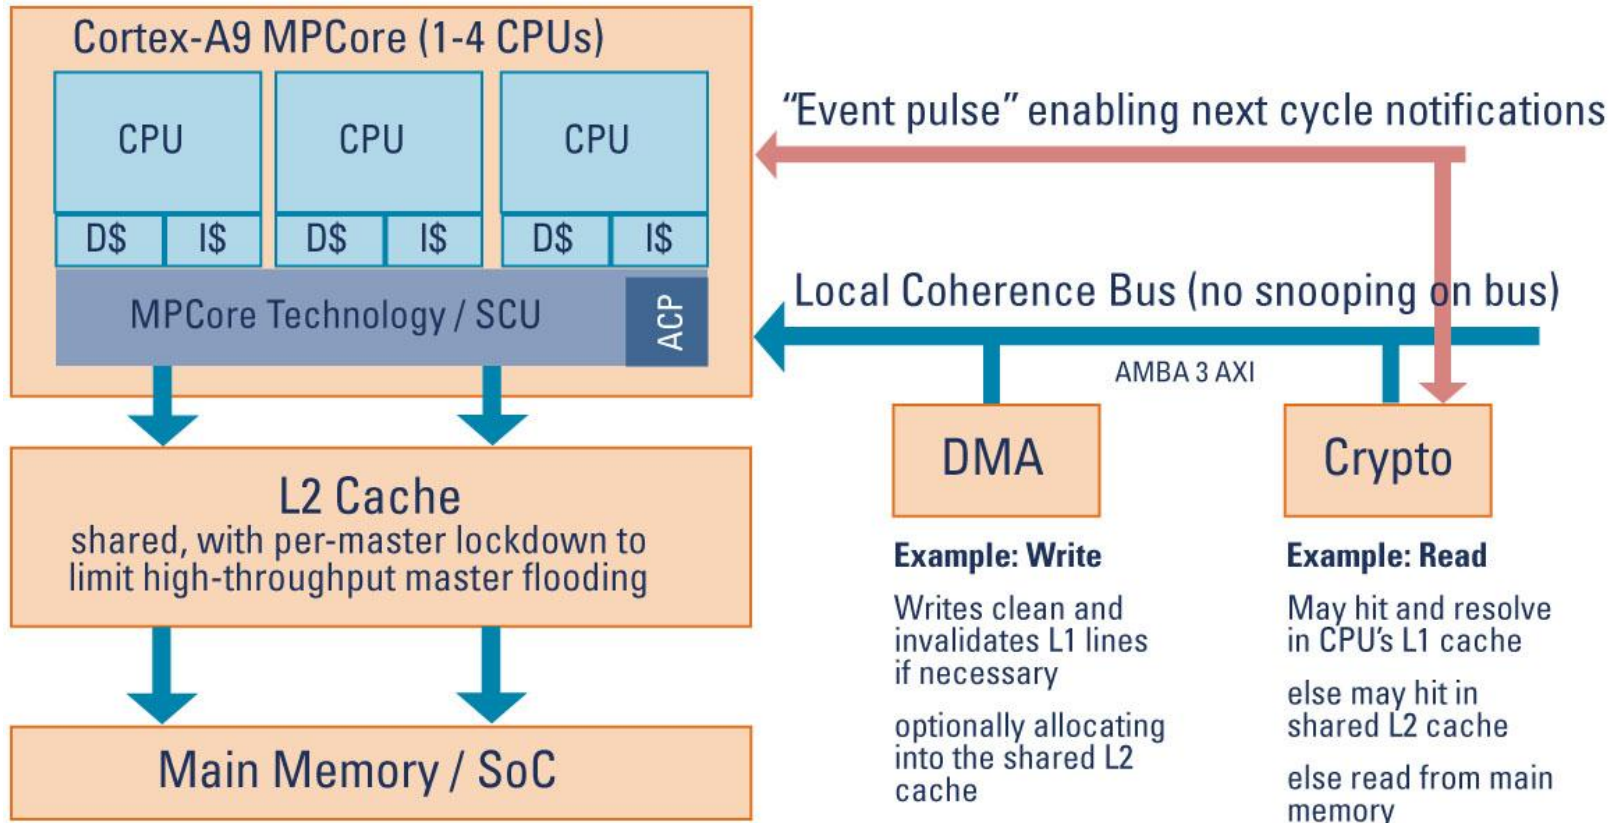 Cortex-A9 MPCore (1-4 CPUs)
CPU
CPU
CPU
D$
I$
D$
I$
D$
I$
MPCore Technology / SCU
ACP
"Event pulse" enabling next cycle notifications
Local Coherence Bus (no snooping on bus)
AMBA 3 AXI
L2 Cache
shared, with per-master lockdown to
limit high-throughput master flooding
Main Memory / SoC
DMA
Example: Write
Writes clean and
invalidates L1 lines
if necessary
optionally allocating
into the shared L2
cache
Crypto
Example: Read
May hit and resolve
in CPU's L1 cache
else may hit in
shared L2 cache
else read from main
memory